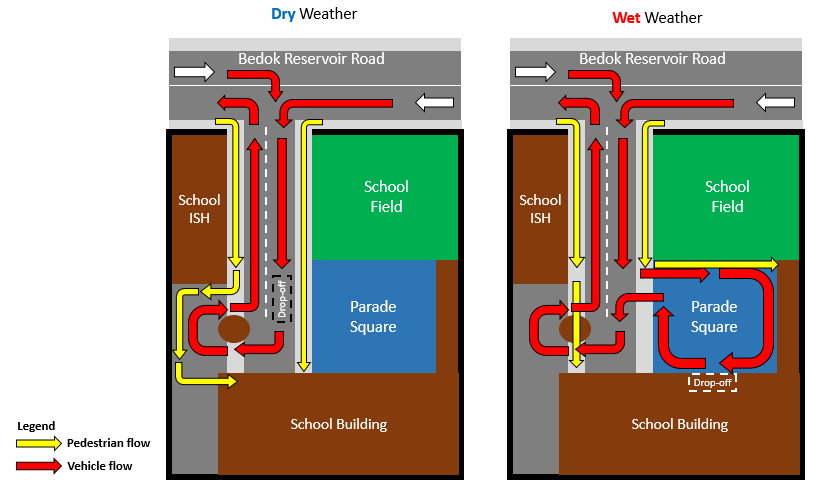 Dry Weather
Bedok Reservoir Road
School
ISH
School
Field
Drop-off
Parade
Square
School Building
Wet Weather
Bedok Reservoir Road
School
ISH
School
Field
Parade
Square
Drop-off
School Building
Legend
Pedestrian flow
Vehicle flow